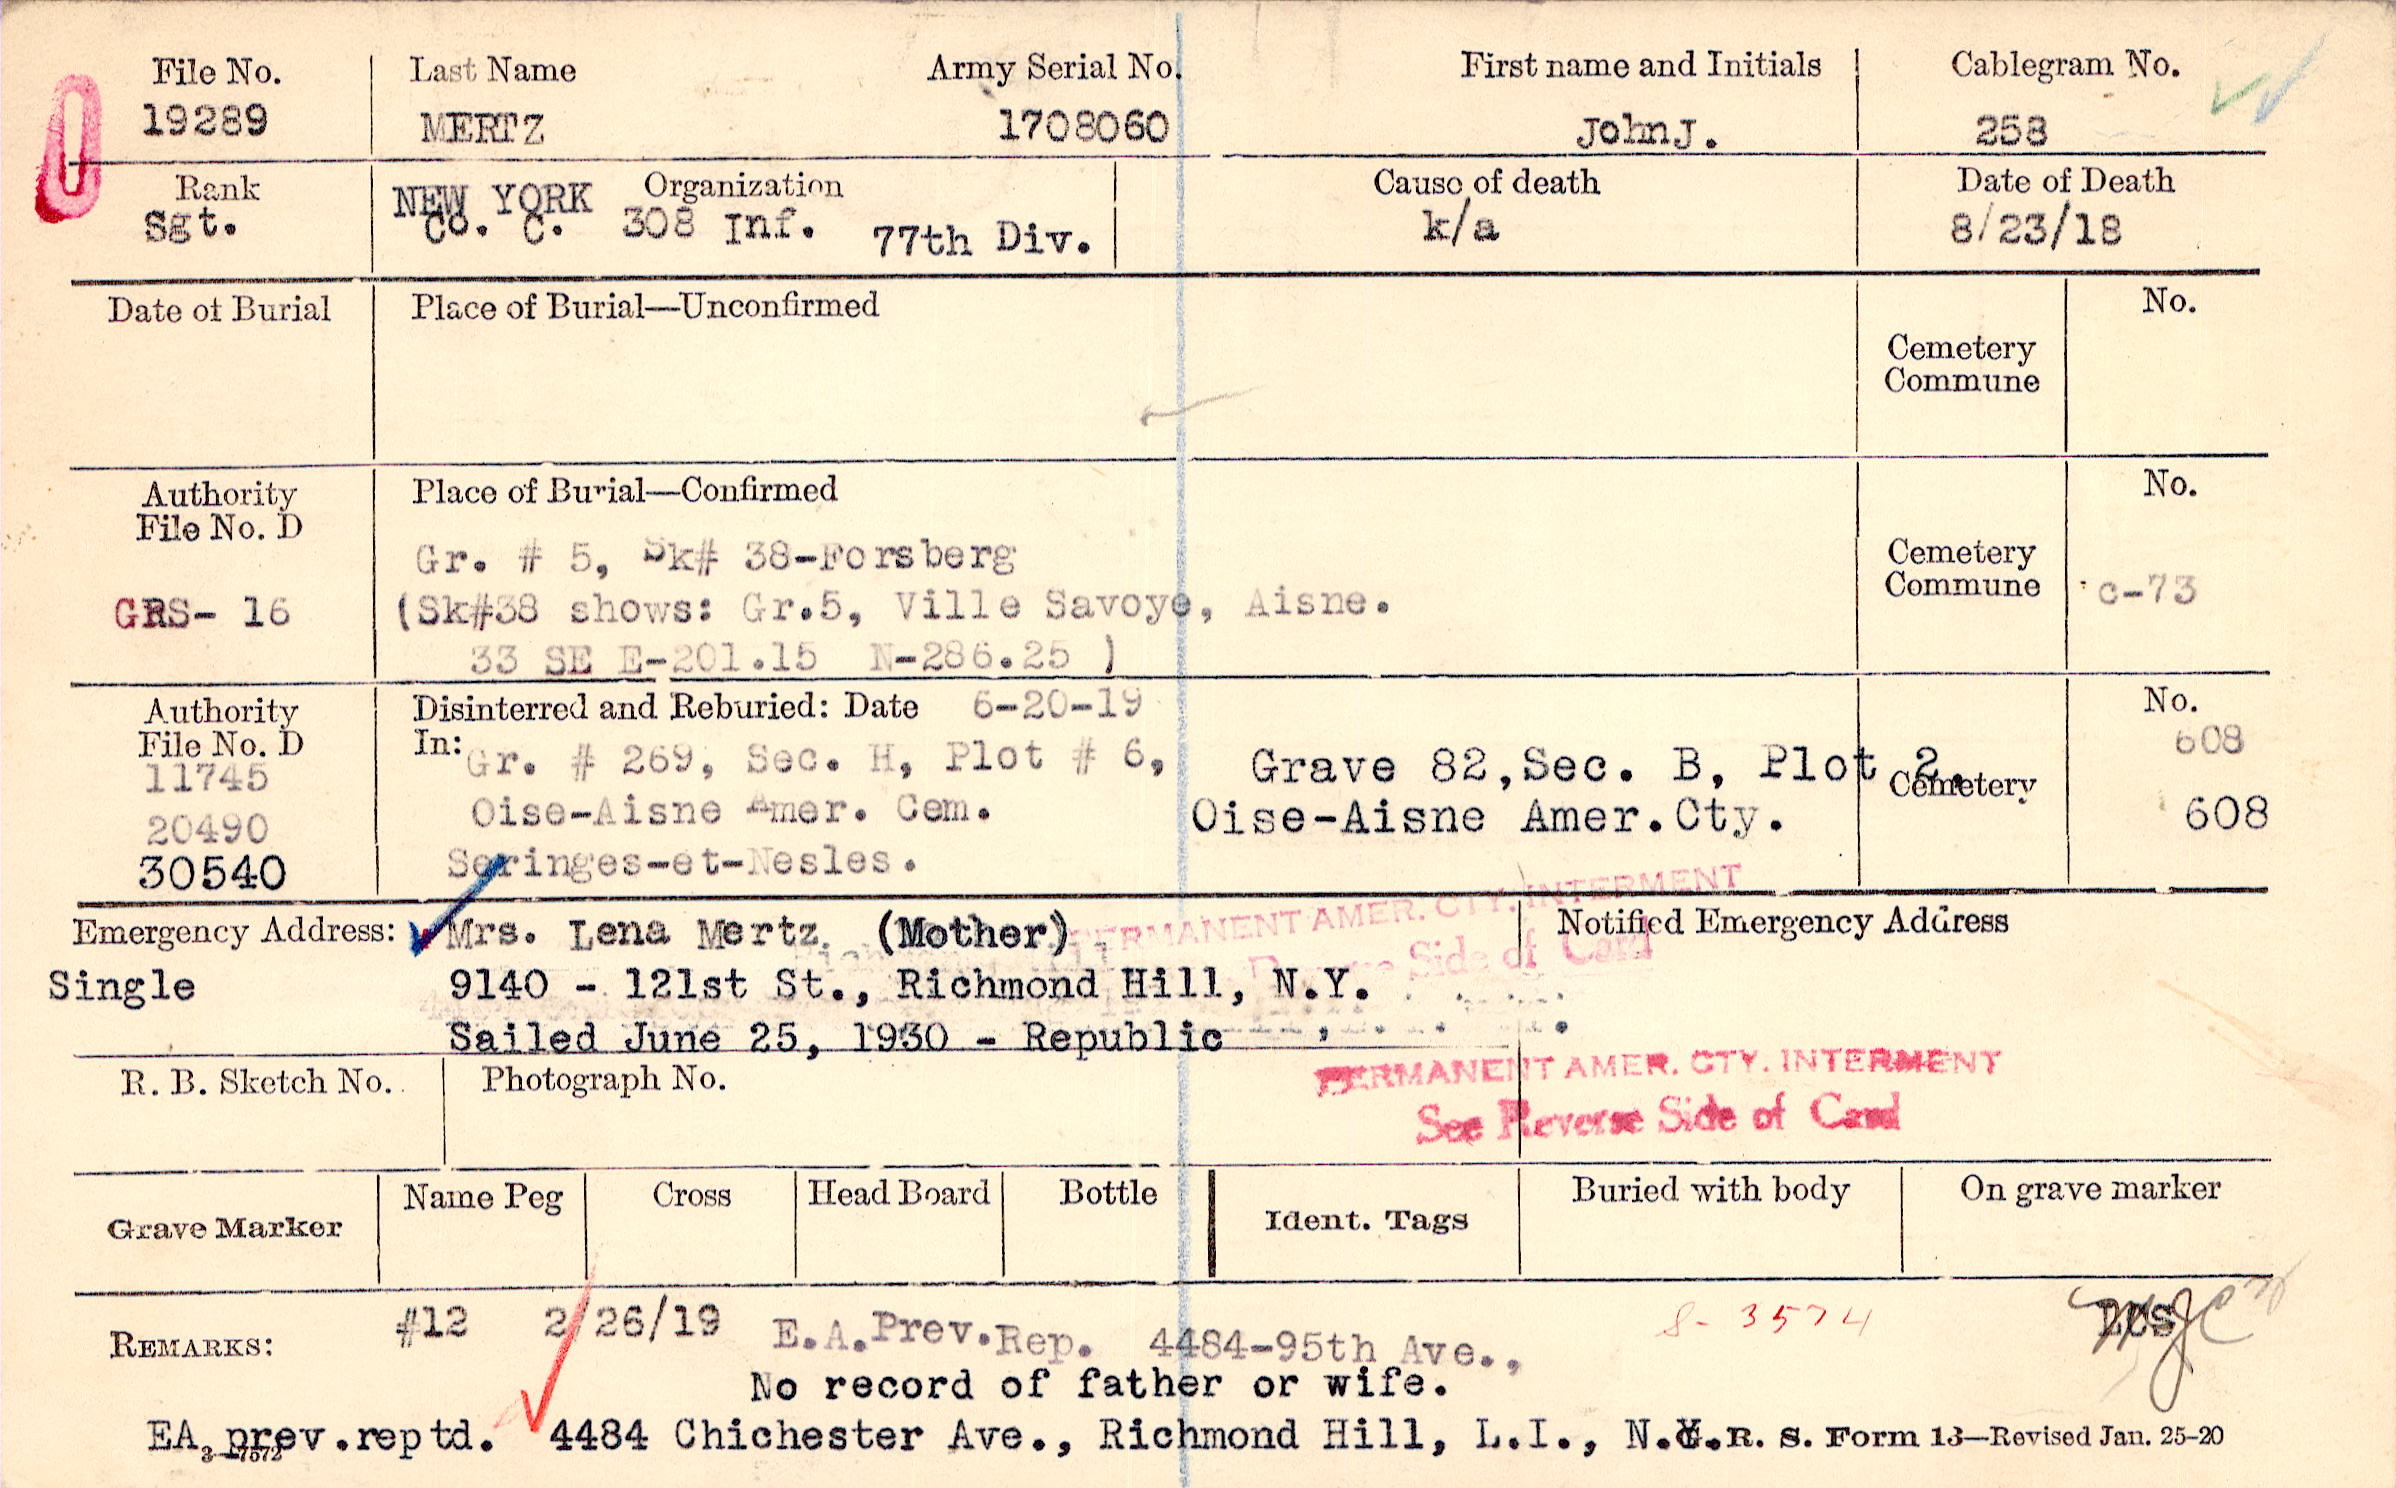 File No. Last Name Army Serial No. First name and Initials Cablegram No.
19289 MERTZ 1708060 John J. 258
Rank Organization Cause of death Date of Death
Sgt. NEW YORK
Co. C. 308 Inf. 77th Div. k/a 8/23/18
Date of Burial Place of Burial—Unconfirmed No.
Cemetery
Commune
Authority Place of Burial—Confirmed No.
File No. D
Gr. # 5, Sk# 38-Forsberg Cemetery
GRS- 16 (Sk#38 shows: Gr.5, Ville Savoye, Aisne. Commune c-73
33 SE E-201.15 N-286.25 )
Authority Disinterred and Reburied: Date 6-20-19 No.
File No. D In: Gr. # 269, Sec. H, Plot # 6, Grave 82,Sec. B, Plot 2. Cemetery 608
11745
20490 Oise-Aisne Amer. Cem. Oise-Aisne Amer.Cty. 608
30540 Seringes-et-Nesles.
PERMANENT AMER. CTY. INTERMENT
Side of Card
Emergency Address: Mrs. Lena Mertz (Mother) Notified Emergency Address
Single 9140 - 121st St., Richmond Hill, N.Y.
Sailed June 25, 1930 - Republic
R. B. Sketch No. Photograph No. PERMANENT AMER. CTY. INTERMENT
See Reverse Side of Card
Grave Marker Name Peg Cross Head Board Bottle Ident. Tags Buried with body On grave marker
REMARKS: #12 2/26/19 E.A.Prev.Rep. 4484-95th Ave., 8- 3574
No record of father or wife.
EA prev.reptd. 4484 Chichester Ave., Richmond Hill, L.I., N.Y. G. R. S. Form 13—Revised Jan. 25-20
3—7572